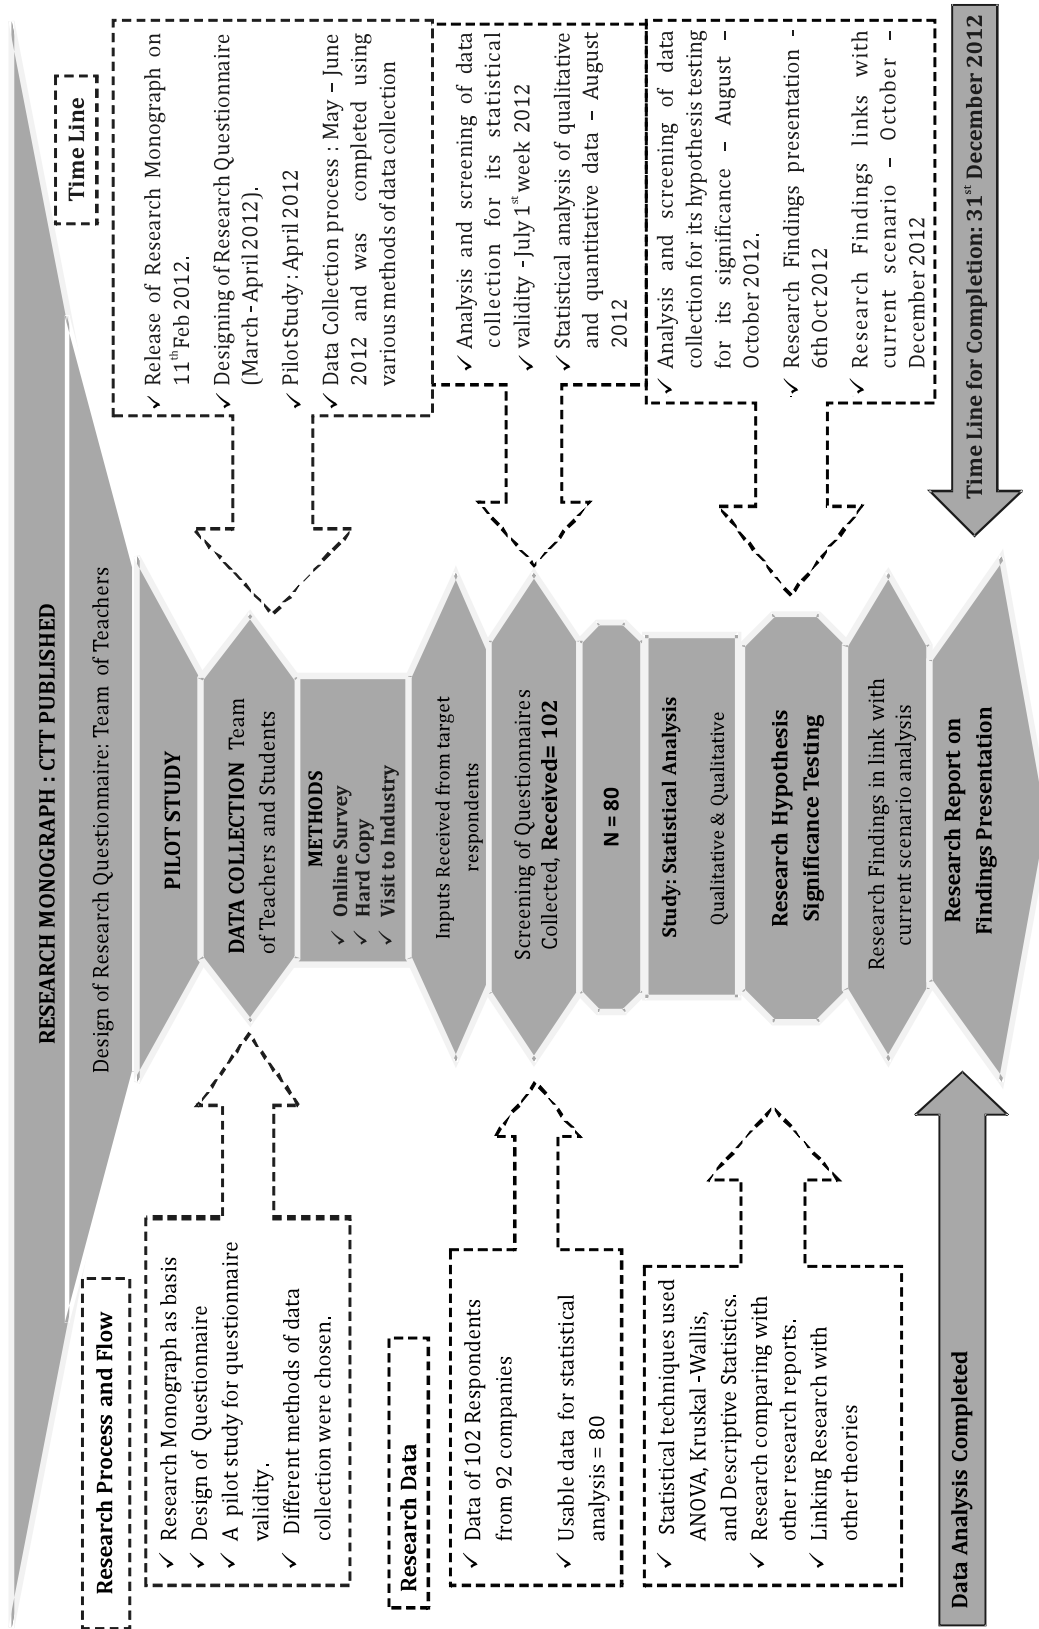 RESEARCH MONOGRAPH : CTT PUBLISHED
Design of Research Questionnaire: Team of Teachers
PILOT STUDY
DATA COLLECTION Team
of Teachers and Students
METHODS
✓ Online Survey
✓ Hard Copy
✓ Visit to Industry
Inputs Received from target
respondents
Screening of Questionnaires
Collected, Received= 102
N = 80
Study: Statistical Analysis
Qualitative & Qualitative
Research Hypothesis
Significance Testing
Research Findings in link with
current scenario analysis
Research Report on
Findings Presentation
Research Process and Flow
✓ Research Monograph as basis
✓ Design of Questionnaire
✓ A pilot study for questionnaire
validity.
✓ Different methods of data
collection were chosen.
Research Data
✓ Data of 102 Respondents
from 92 companies
✓ Usable data for statistical
analysis = 80
✓ Statistical techniques used
ANOVA, Kruskal -Wallis,
and Descriptive Statistics.
✓ Research comparing with
other research reports.
✓ Linking Research with
other theories
Data Analysis Completed
Time Line
✓ Release of Research Monograph on
11th Feb 2012.
✓ Designing of Research Questionnaire
(March - April 2012).
✓ Pilot Study : April 2012
✓ Data Collection process : May – June
2012 and was completed using
various methods of data collection
✓ Analysis and screening of data
collection for its statistical
✓ validity -July 1st week 2012
✓ Statistical analysis of qualitative
and quantitative data – August
2012
✓ Analysis and screening of data
collection for its hypothesis testing
for its significance – August –
October 2012.
✓ Research Findings presentation -
6th Oct 2012
✓ Research Findings links with
current scenario – October –
December 2012
Time Line for Completion: 31st December 2012